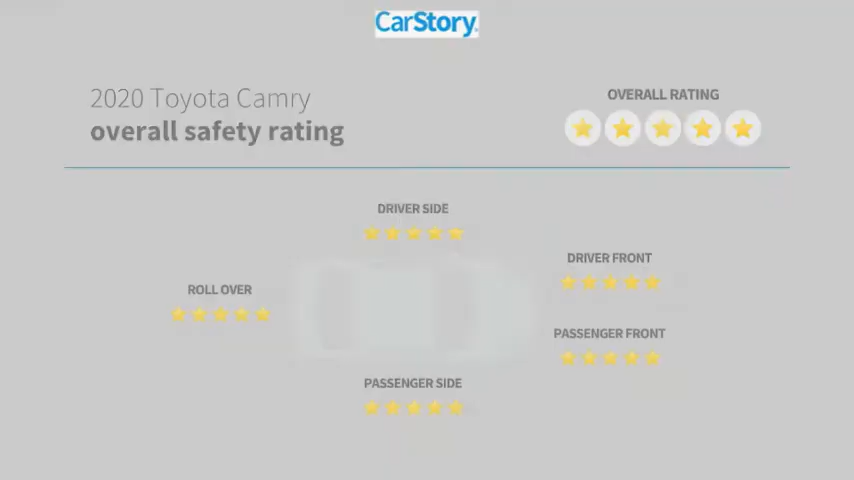 CarStory
2020 Toyota Camry
overall safety rating
OVERALL RATING
DRIVER SIDE
DRIVER FRONT
ROLL OVER
PASSENGER FRONT
PASSENGER SIDE